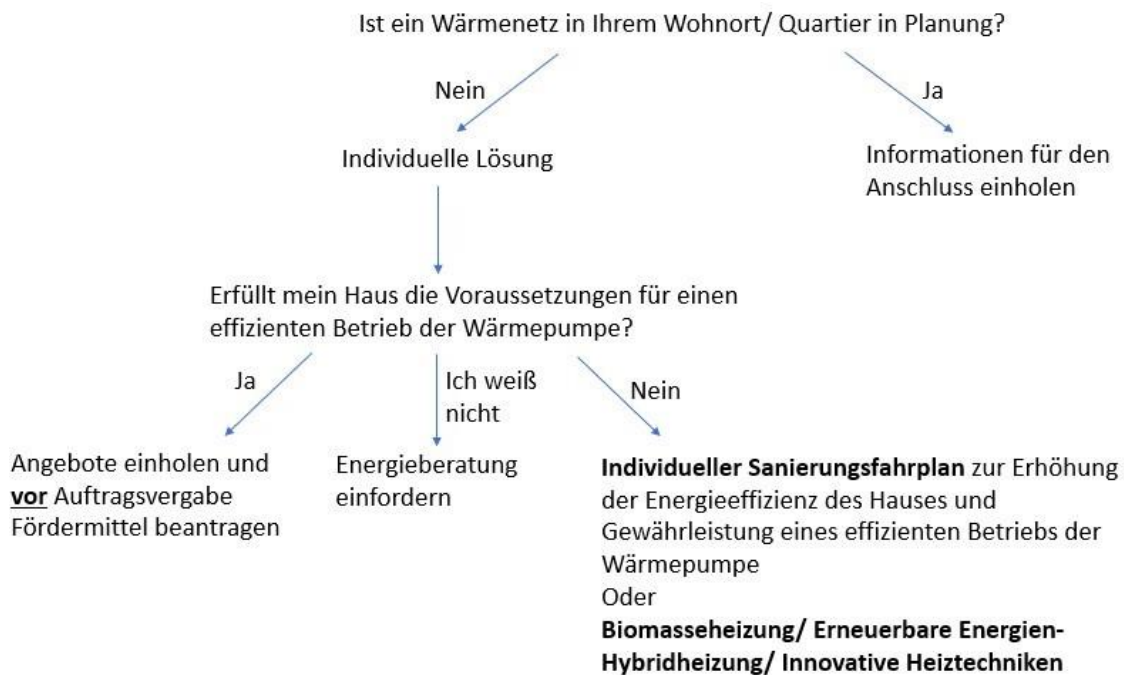 Ist ein Wärmenetz in Ihrem Wohnort/ Quartier in Planung?
Nein
Ja
Individuelle Lösung
Informationen für den
Anschluss einholen
Erfüllt mein Haus die Voraussetzungen für einen
effizienten Betrieb der Wärmepumpe?
Ja
Ich weiß
nicht
Nein
Angebote einholen und
vor Auftragsvergabe
Fördermittel beantragen
Energieberatung
einfordern
Individueller Sanierungsfahrplan zur Erhöhung
der Energieeffizienz des Hauses und
Gewährleistung eines effizienten Betriebs der
Wärmepumpe
Oder
Biomasseheizung/ Erneuerbare Energien-
Hybridheizung/ Innovative Heiztechniken